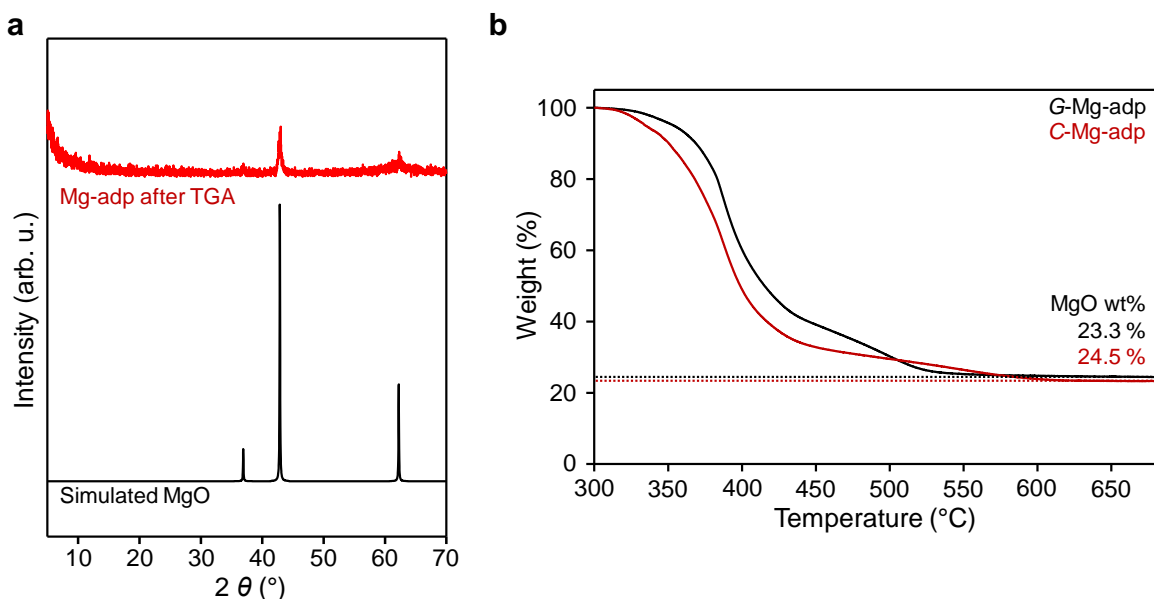 a
Intensity (arb. u.)
Mg-adp after TGA
Simulated MgO
10 20 30 40 50 60 70
2 θ (°)
b
Weight (%)
100
80
60
40
20
0
G-Mg-adp
C-Mg-adp
MgO wt%
23.3 %
24.5 %
300 350 400 450 500 550 600 650
Temperature (°C)